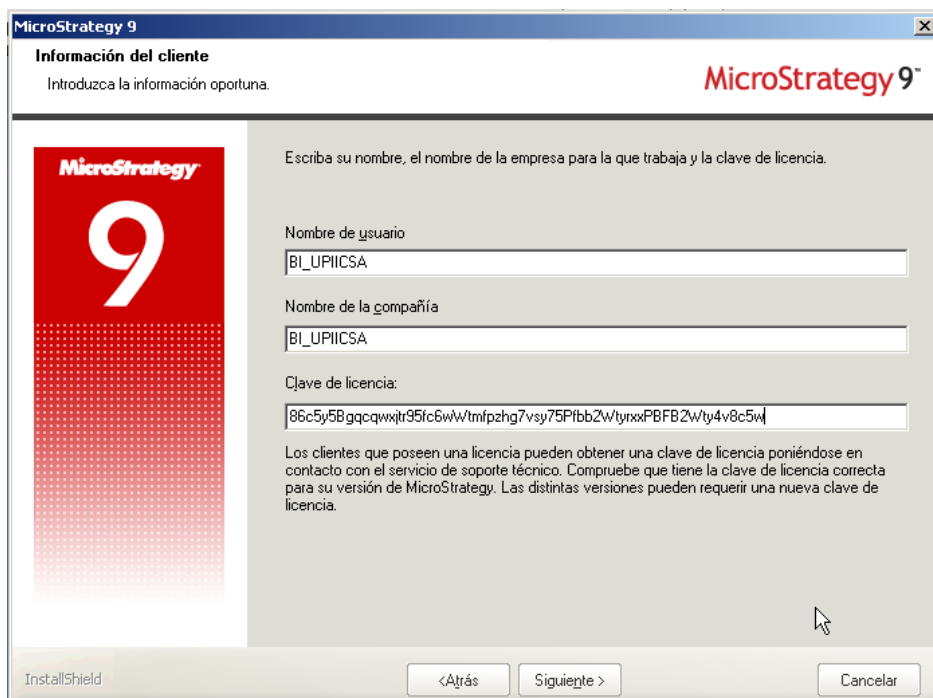 MicroStrategy 9
Información del cliente
Introduzca la información oportuna.
MicroStrategy 9™
MicroStrategy
9
Escriba su nombre, el nombre de la empresa para la que trabaja y la clave de licencia.
Nombre de usuario
BI_UPIICSA
Nombre de la compañía
BI_UPIICSA
Clave de licencia:
86c5y5Bgqcqwxjtr95fc6wWtmfpzhg7vsy75Pfbb2WtyrxxPBFB2Wty4v8c5w
Los clientes que poseen una licencia pueden obtener una clave de licencia poniéndose en
contacto con el servicio de soporte técnico. Compruebe que tiene la clave de licencia correcta
para su versión de MicroStrategy. Las distintas versiones pueden requerir una nueva clave de
licencia.
InstallShield
<Atrás
Siguiente >
Cancelar